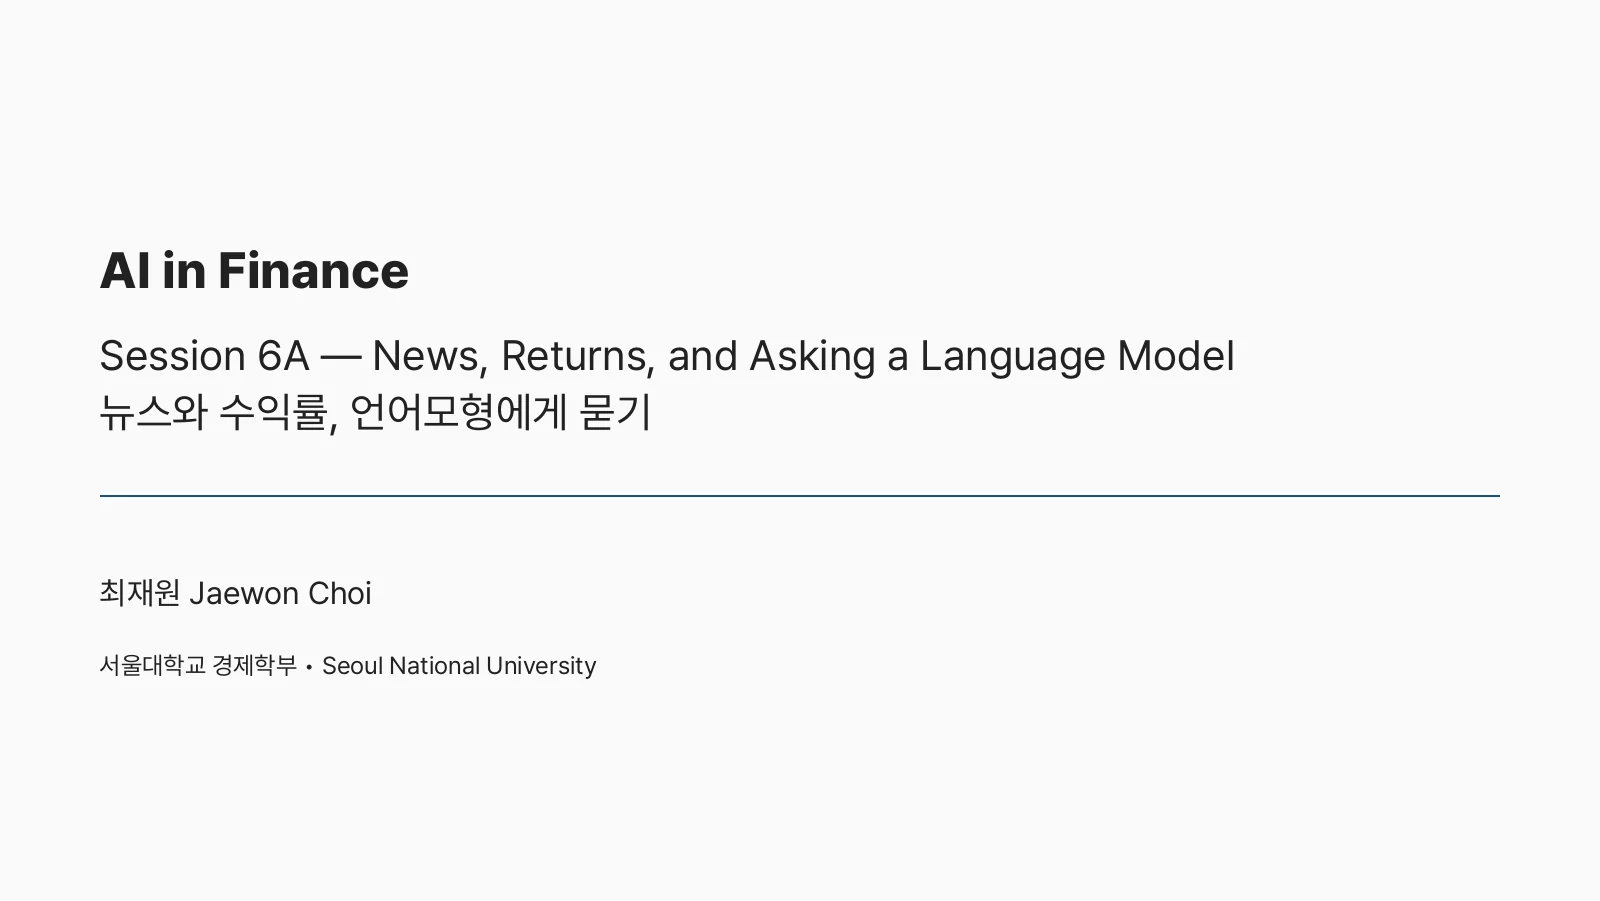 AI in Finance
Session 6A — News, Returns, and Asking a Language Model
뉴스와 수익률, 언어모형에게 묻기
최재원 Jaewon Choi
서울대학교 경제학부 • Seoul National University